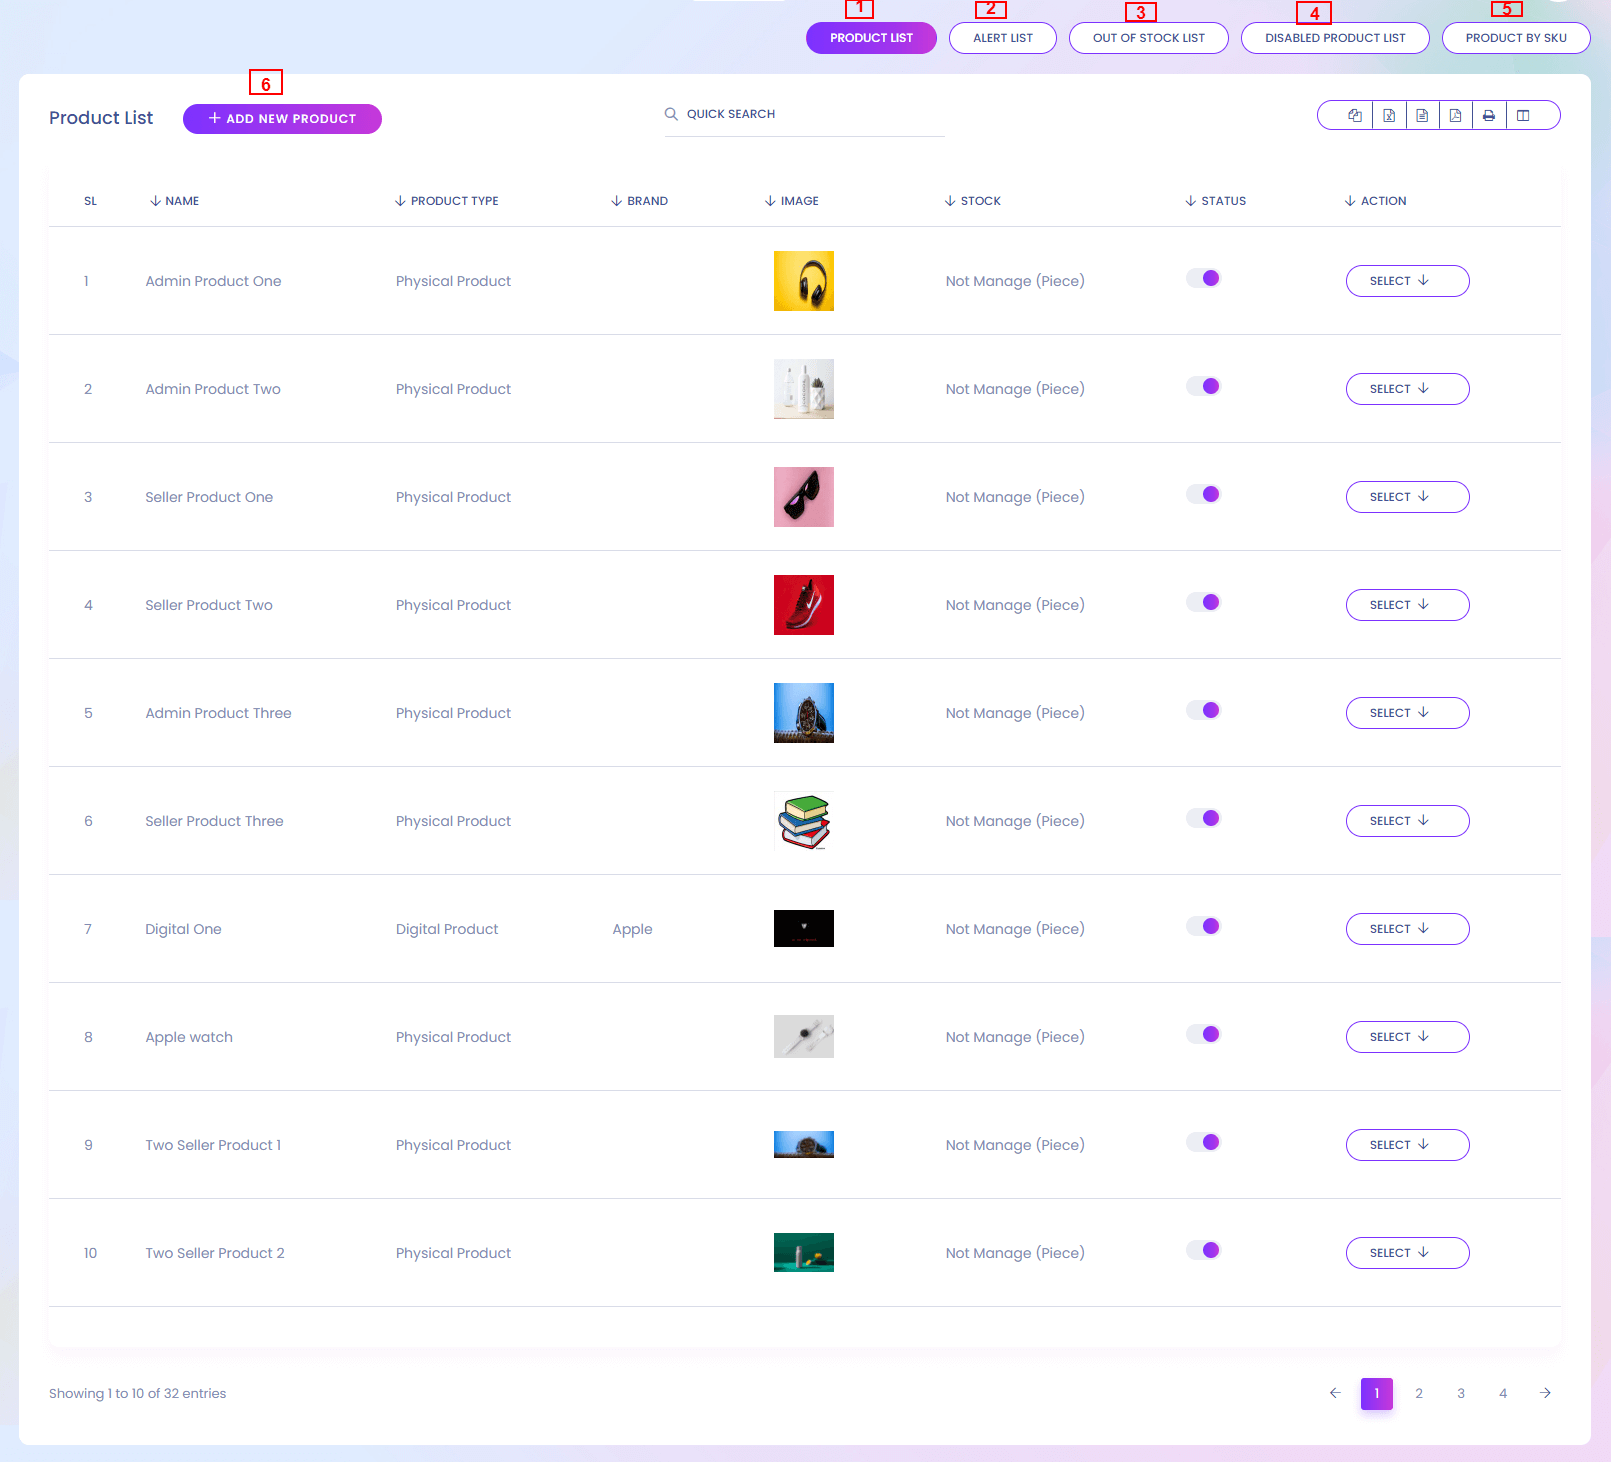 1 2 3 4 5
PRODUCT LIST ALERT LIST OUT OF STOCK LIST DISABLED PRODUCT LIST PRODUCT BY SKU
6
Product List + ADD NEW PRODUCT QUICK SEARCH
SL NAME PRODUCT TYPE BRAND IMAGE STOCK STATUS ACTION
1 Admin Product One Physical Product Not Manage (Piece) SELECT
2 Admin Product Two Physical Product Not Manage (Piece) SELECT
3 Seller Product One Physical Product Not Manage (Piece) SELECT
4 Seller Product Two Physical Product Not Manage (Piece) SELECT
5 Admin Product Three Physical Product Not Manage (Piece) SELECT
6 Seller Product Three Physical Product Not Manage (Piece) SELECT
7 Digital One Digital Product Apple Not Manage (Piece) SELECT
8 Apple watch Physical Product Not Manage (Piece) SELECT
9 Two Seller Product 1 Physical Product Not Manage (Piece) SELECT
10 Two Seller Product 2 Physical Product Not Manage (Piece) SELECT
Showing 1 to 10 of 32 entries 1 2 3 4